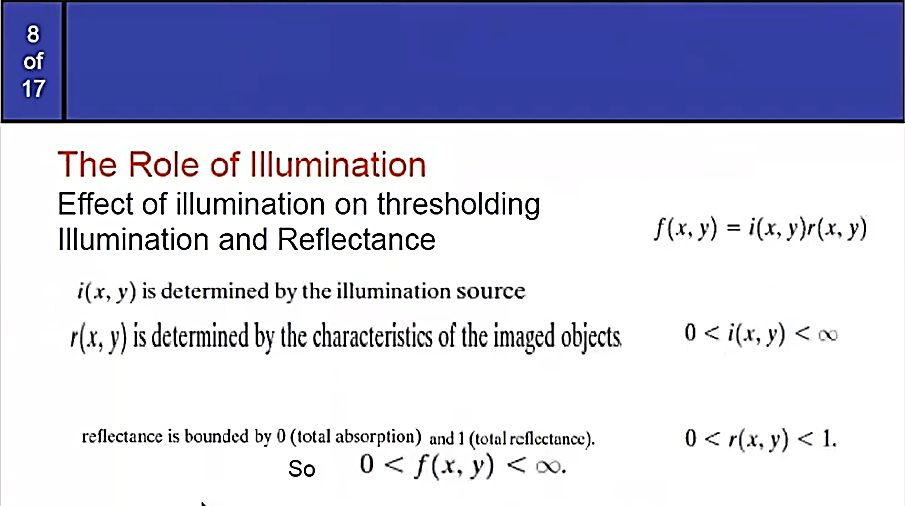 8
of
17
The Role of Illumination
Effect of illumination on thresholding
Illumination and Reflectance
f(x, y) = i(x, y)r(x, y)
i(x, y) is determined by the illumination source
r(x, y) is determined by the characteristics of the imaged objects.
0 < i(x, y) < ∞
reflectance is bounded by 0 (total absorption) and 1 (total reflectance).
0 < r(x, y) < 1.
So 0 < f(x, y) < ∞.